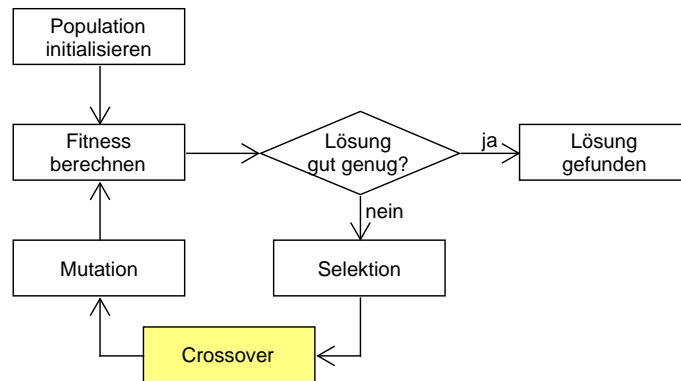 Population
initialisieren
Fitness
berechnen
Lösung
gut genug?
ja
Lösung
gefunden
nein
Mutation
Selektion
Crossover